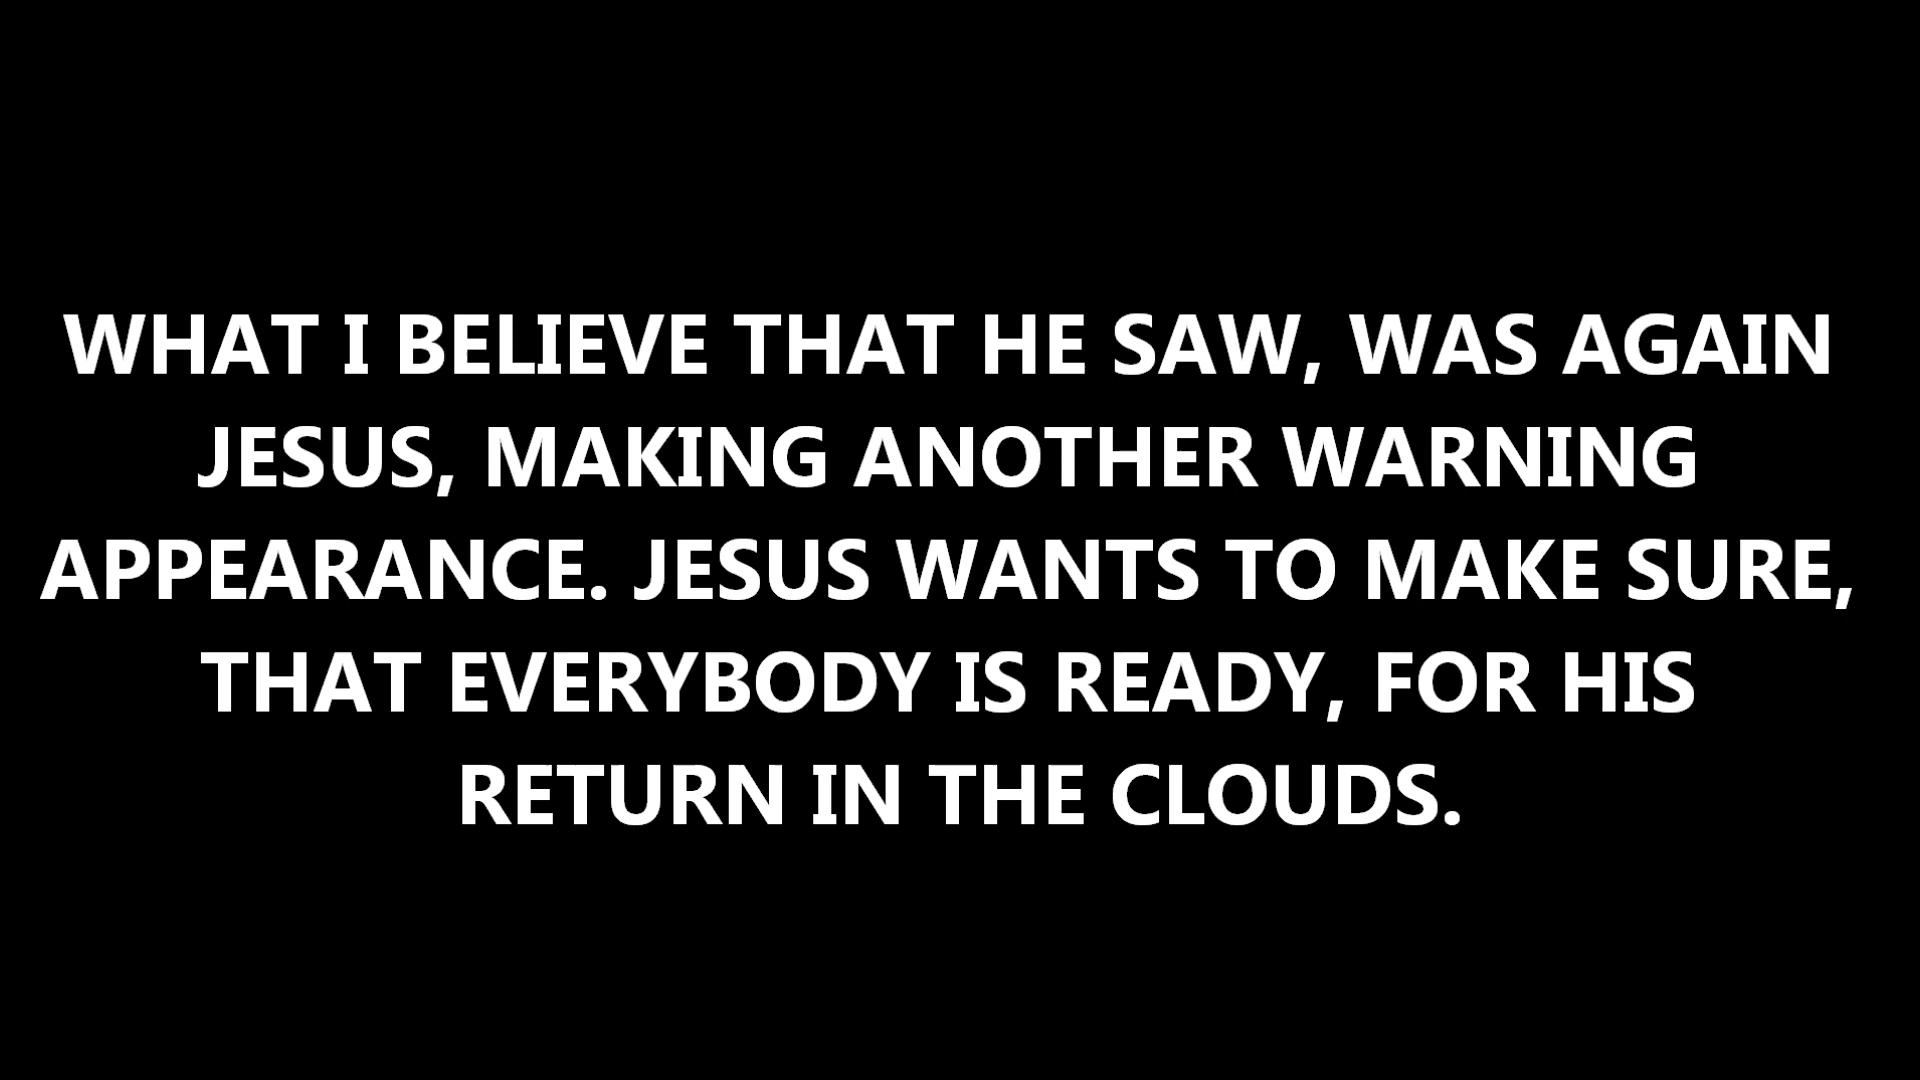 WHAT I BELIEVE THAT HE SAW, WAS AGAIN
JESUS, MAKING ANOTHER WARNING
APPEARANCE. JESUS WANTS TO MAKE SURE,
THAT EVERYBODY IS READY, FOR HIS
RETURN IN THE CLOUDS.